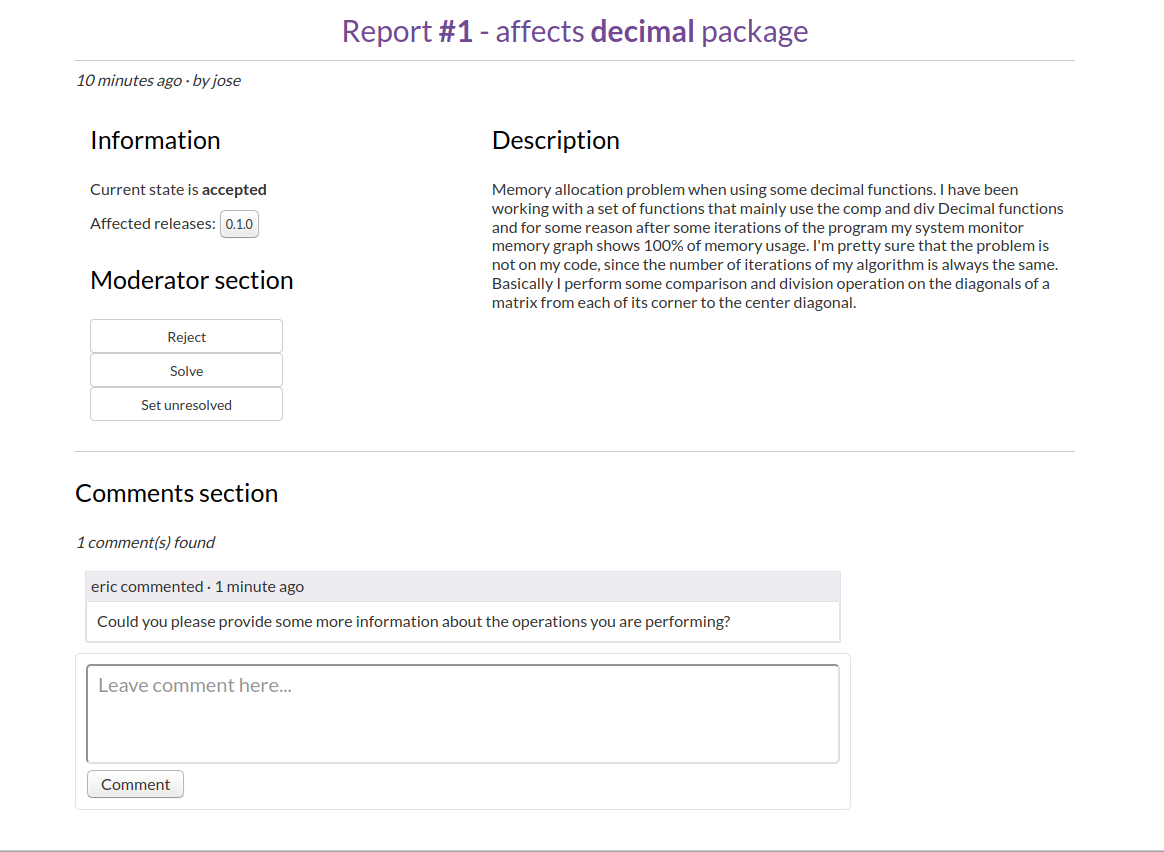 Report #1 - affects decimal package
10 minutes ago · by jose
Information
Current state is accepted
Affected releases: 0.1.0
Moderator section
Reject
Solve
Set unresolved
Description
Memory allocation problem when using some decimal functions. I have been
working with a set of functions that mainly use the comp and div Decimal functions
and for some reason after some iterations of the program my system monitor
memory graph shows 100% of memory usage. I'm pretty sure that the problem is
not on my code, since the number of iterations of my algorithm is always the same.
Basically I perform some comparison and division operation on the diagonals of a
matrix from each of its corner to the center diagonal.
Comments section
1 comment(s) found
eric commented · 1 minute ago
Could you please provide some more information about the operations you are performing?
Leave comment here...
Comment